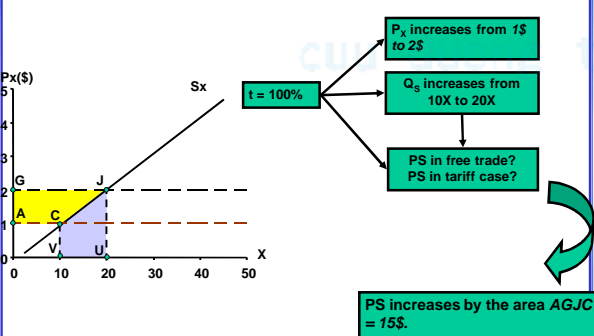 Px($)
5
4
3
2
1
0
Sx
G
J
A
C
V
U
X
0 10 20 30 40 50
t = 100%
PX increases from 1$
to 2$
QS increases from
10X to 20X
PS in free trade?
PS in tariff case?
PS increases by the area AGJC
= 15$.